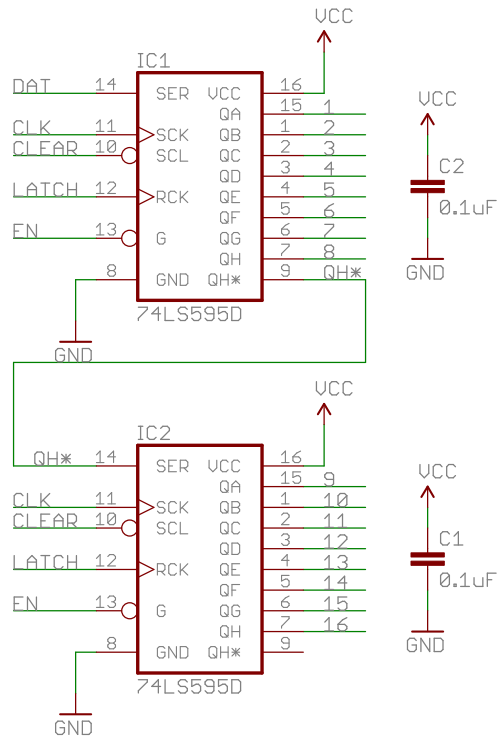 VCC
IC1
DAT 14 SER VCC 16
QA 15 1
CLK 11 SCK QB 1 2
CLEAR 10 SCL QC 2 3
QD 3 4
LATCH 12 RCK QE 4 5
QF 5 6
EN 13 G QG 6 7
QH 7 8
8 GND QH* 9 QH*
74LS595D
GND
VCC
C2
0.1uF
GND
VCC
IC2
QH* 14 SER VCC 16
QA 15 9
CLK 11 SCK QB 1 10
CLEAR 10 SCL QC 2 11
QD 3 12
LATCH 12 RCK QE 4 13
QF 5 14
EN 13 G QG 6 15
QH 7 16
8 GND QH* 9
74LS595D
GND
VCC
C1
0.1uF
GND